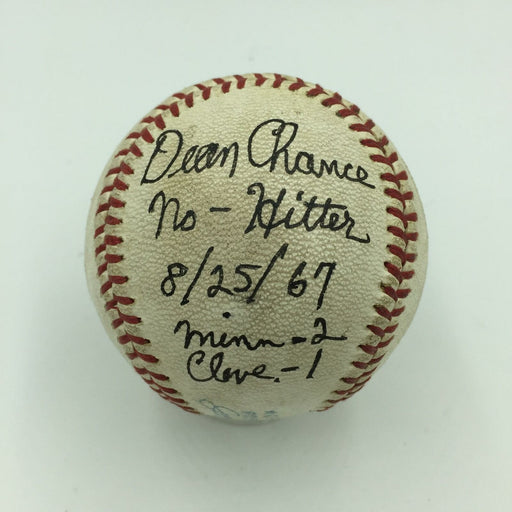 Dean Chance
No - Hitter
8/25/67
Minn - 2
Cleve. - 1